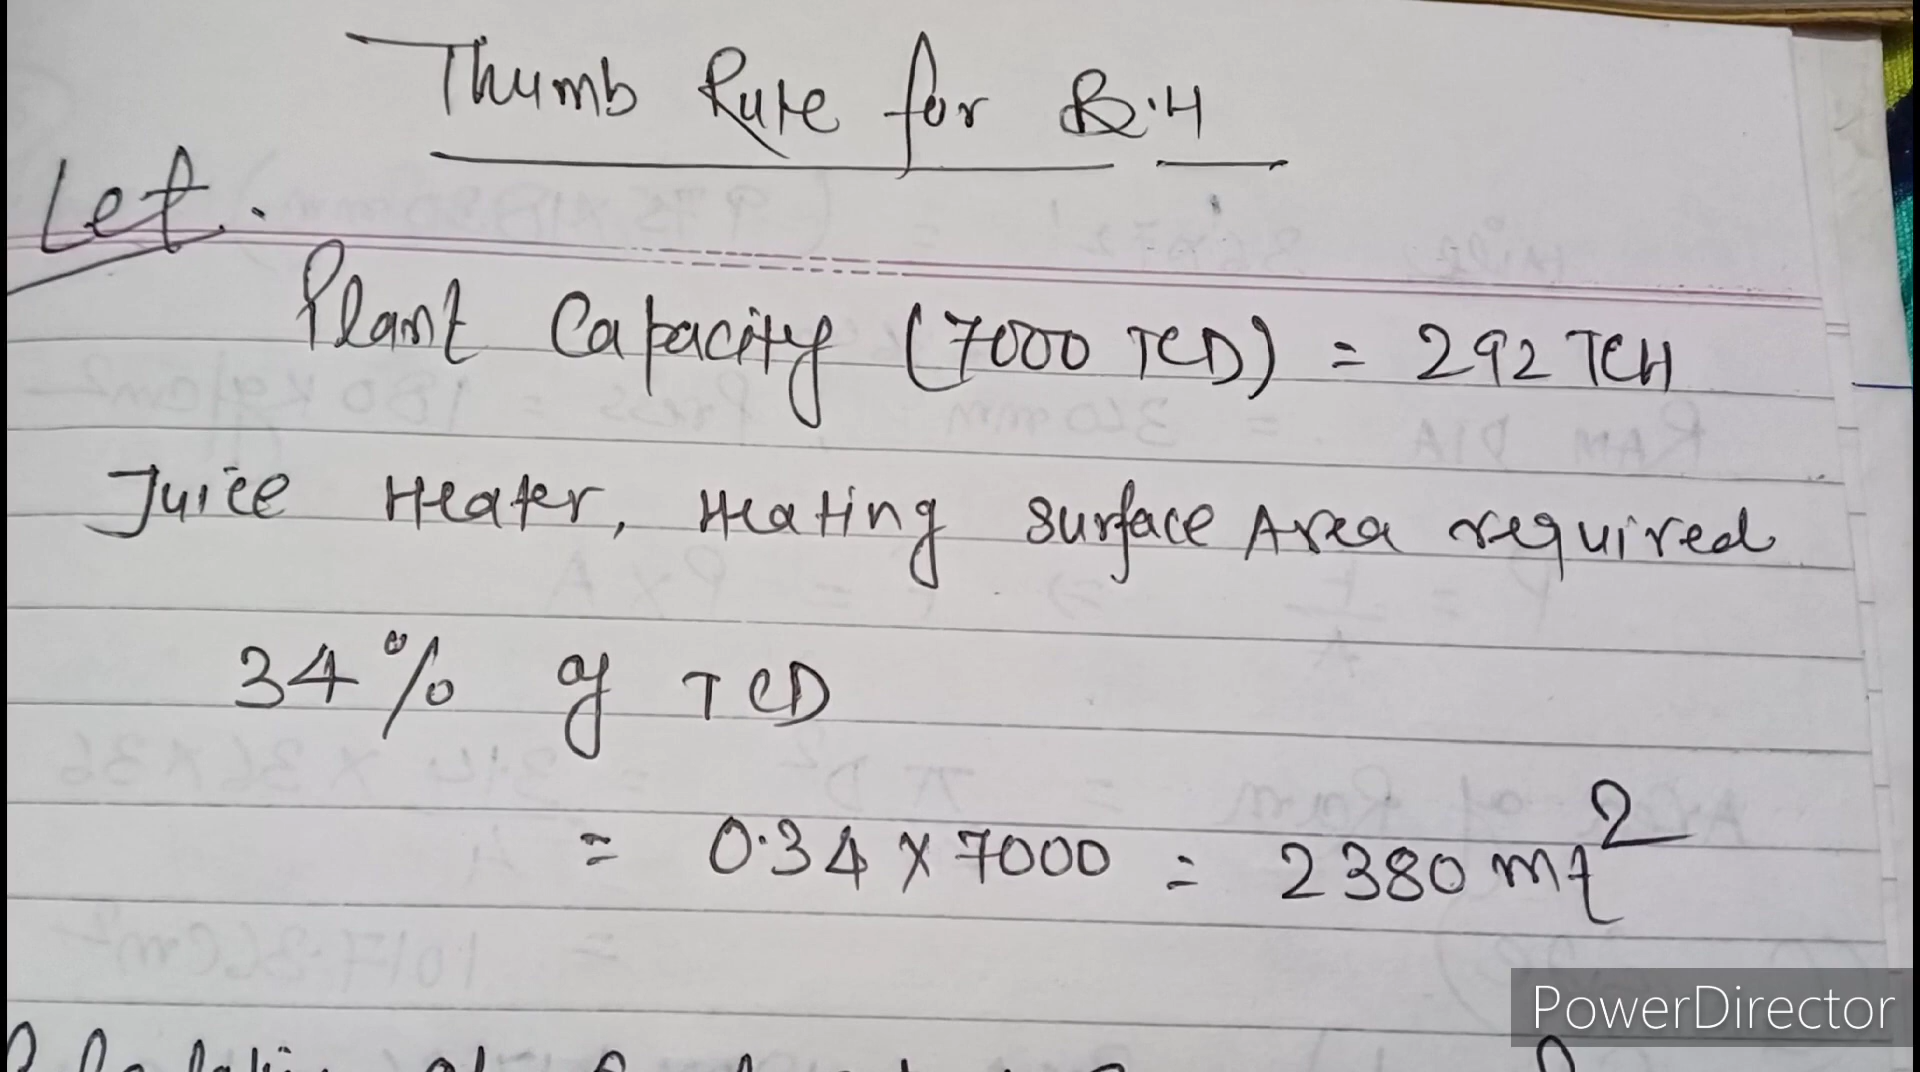 Thumb Rule for B.H
Let.
Plant Capacity (7000 TCD) = 292 TCH
Juice Heater, Heating surface Area required
34% of TCD
= 0.34 x 7000 = 2380 mt²
PowerDirector